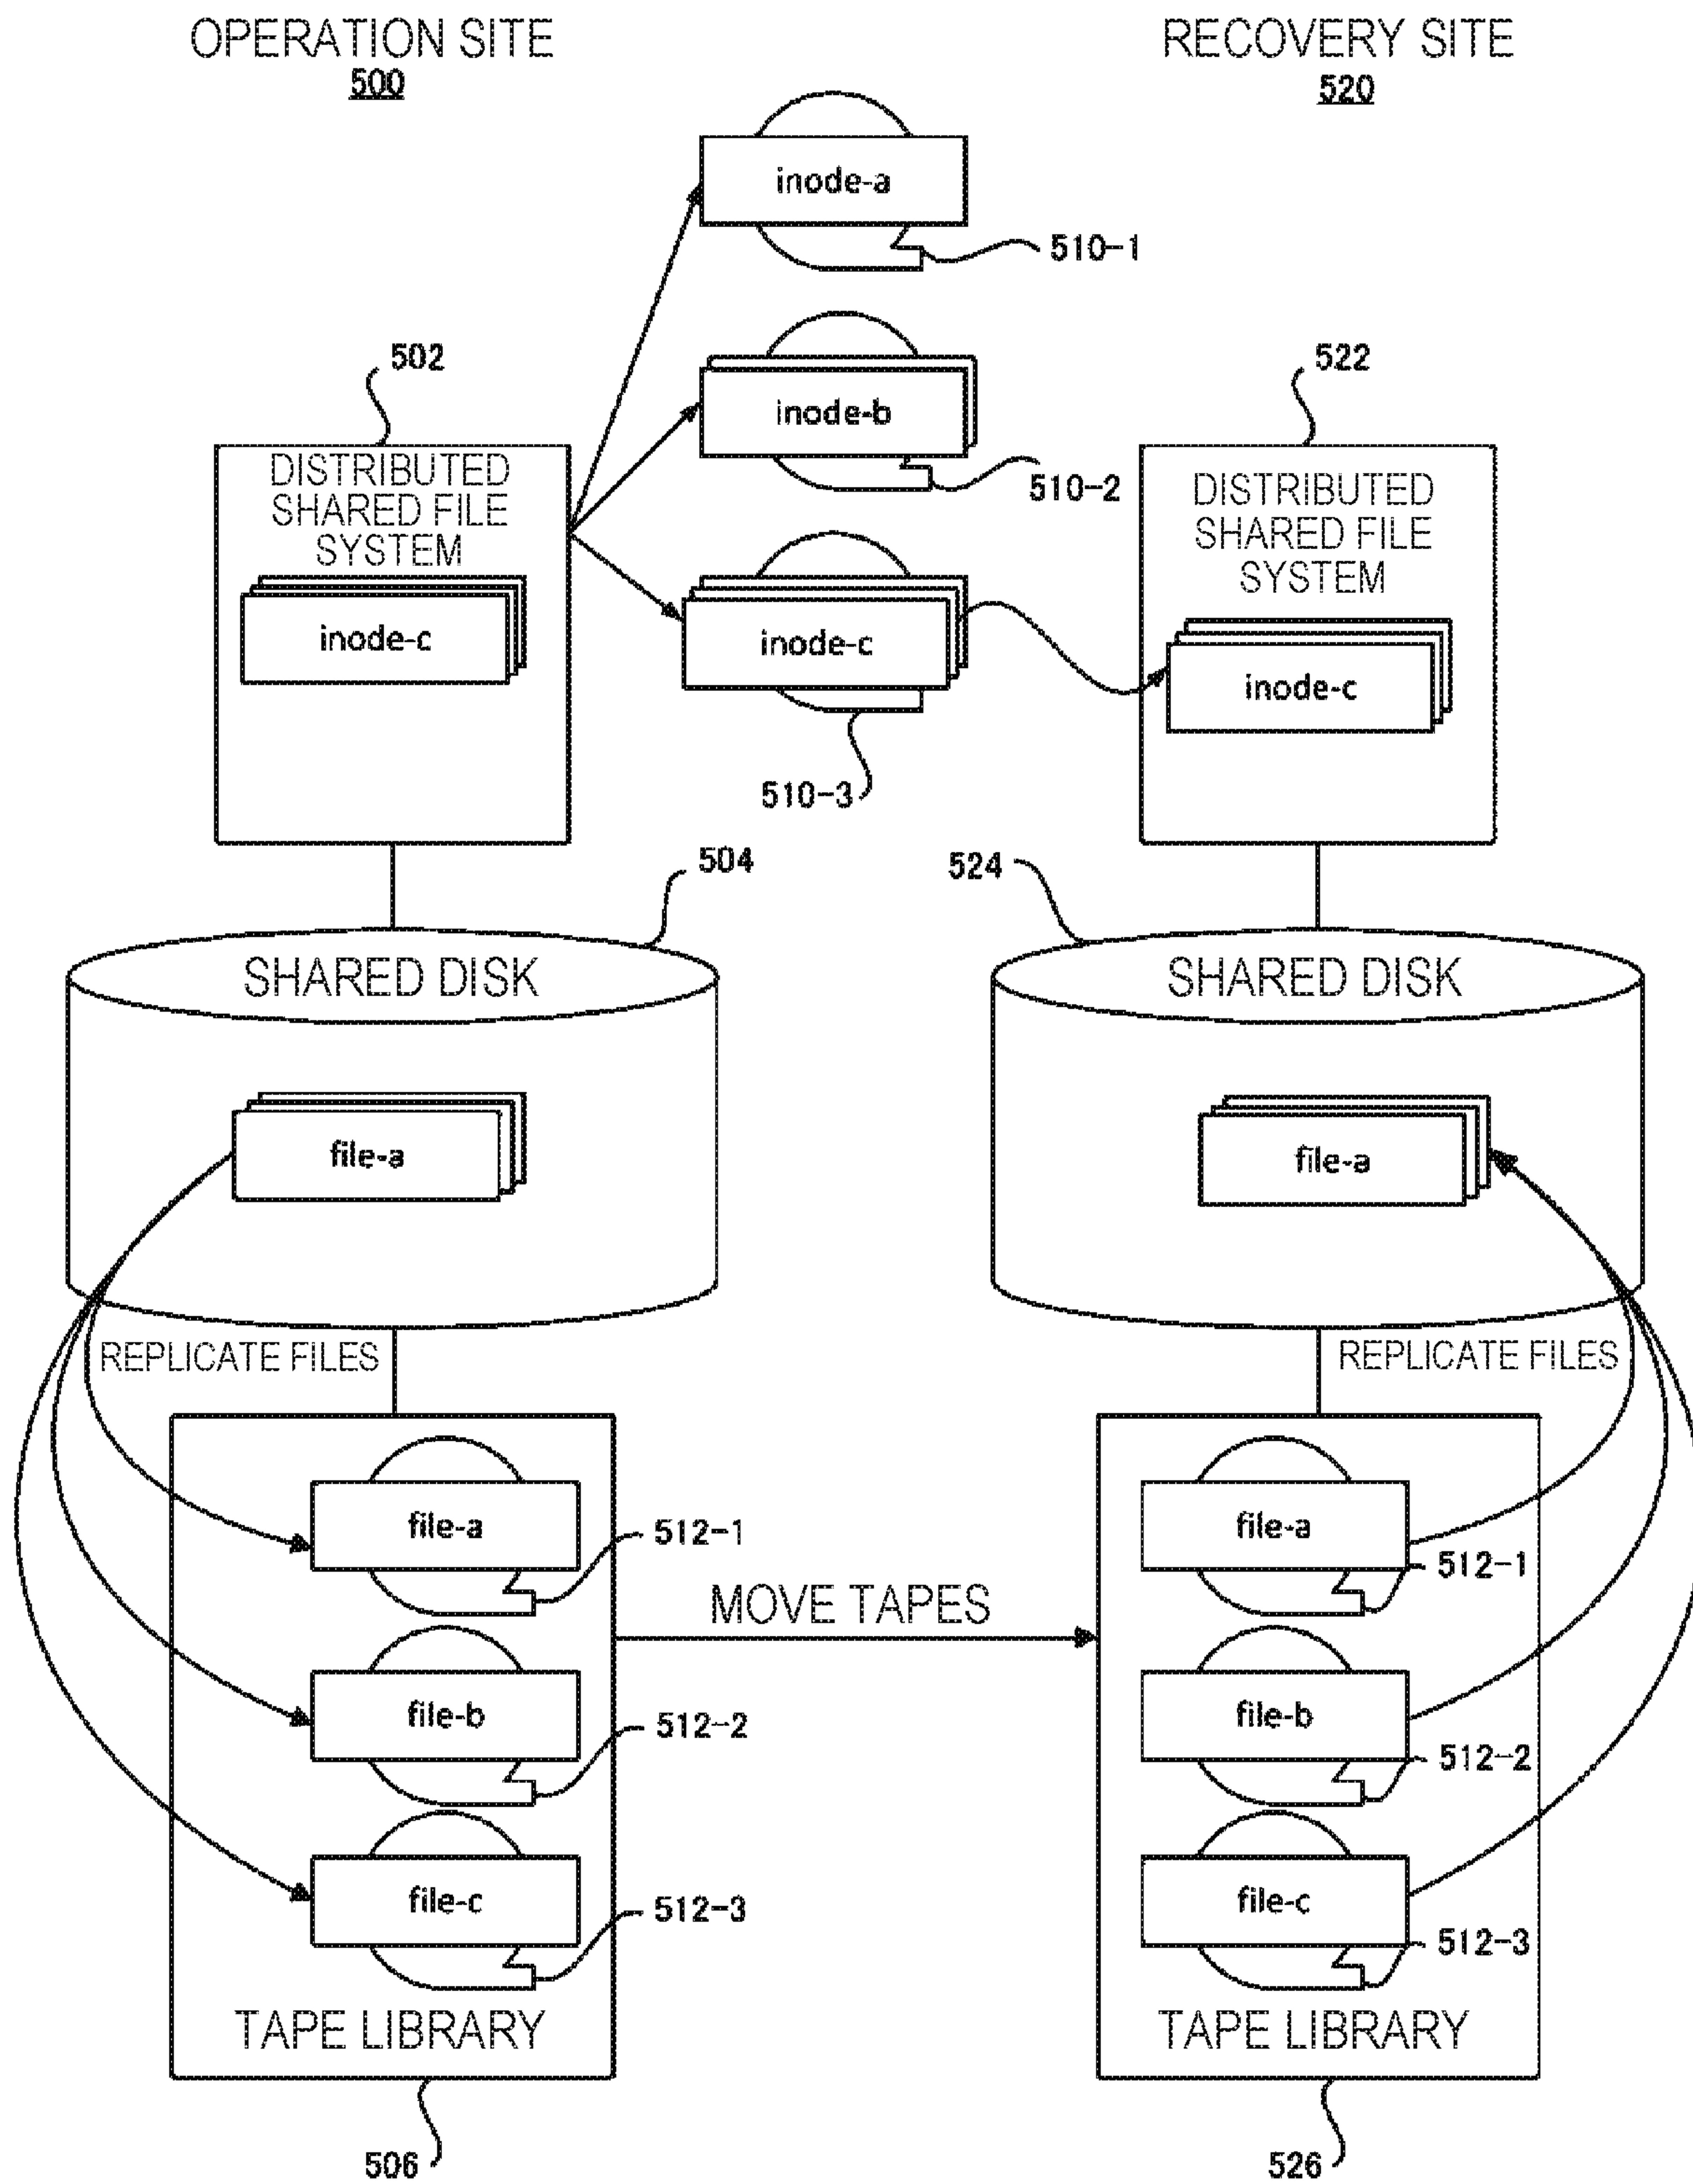 OPERATION SITE
500
RECOVERY SITE
520
inode-a
510-1
502
inode-b
510-2
522
DISTRIBUTED
SHARED FILE
SYSTEM
inode-c
inode-c
510-3
DISTRIBUTED
SHARED FILE
SYSTEM
inode-c
504
524
SHARED DISK
SHARED DISK
file-a
file-a
REPLICATE FILES
REPLICATE FILES
file-a
512-1
file-b
512-2
file-c
512-3
TAPE LIBRARY
MOVE TAPES
file-a
512-1
file-b
512-2
file-c
512-3
TAPE LIBRARY
506
526